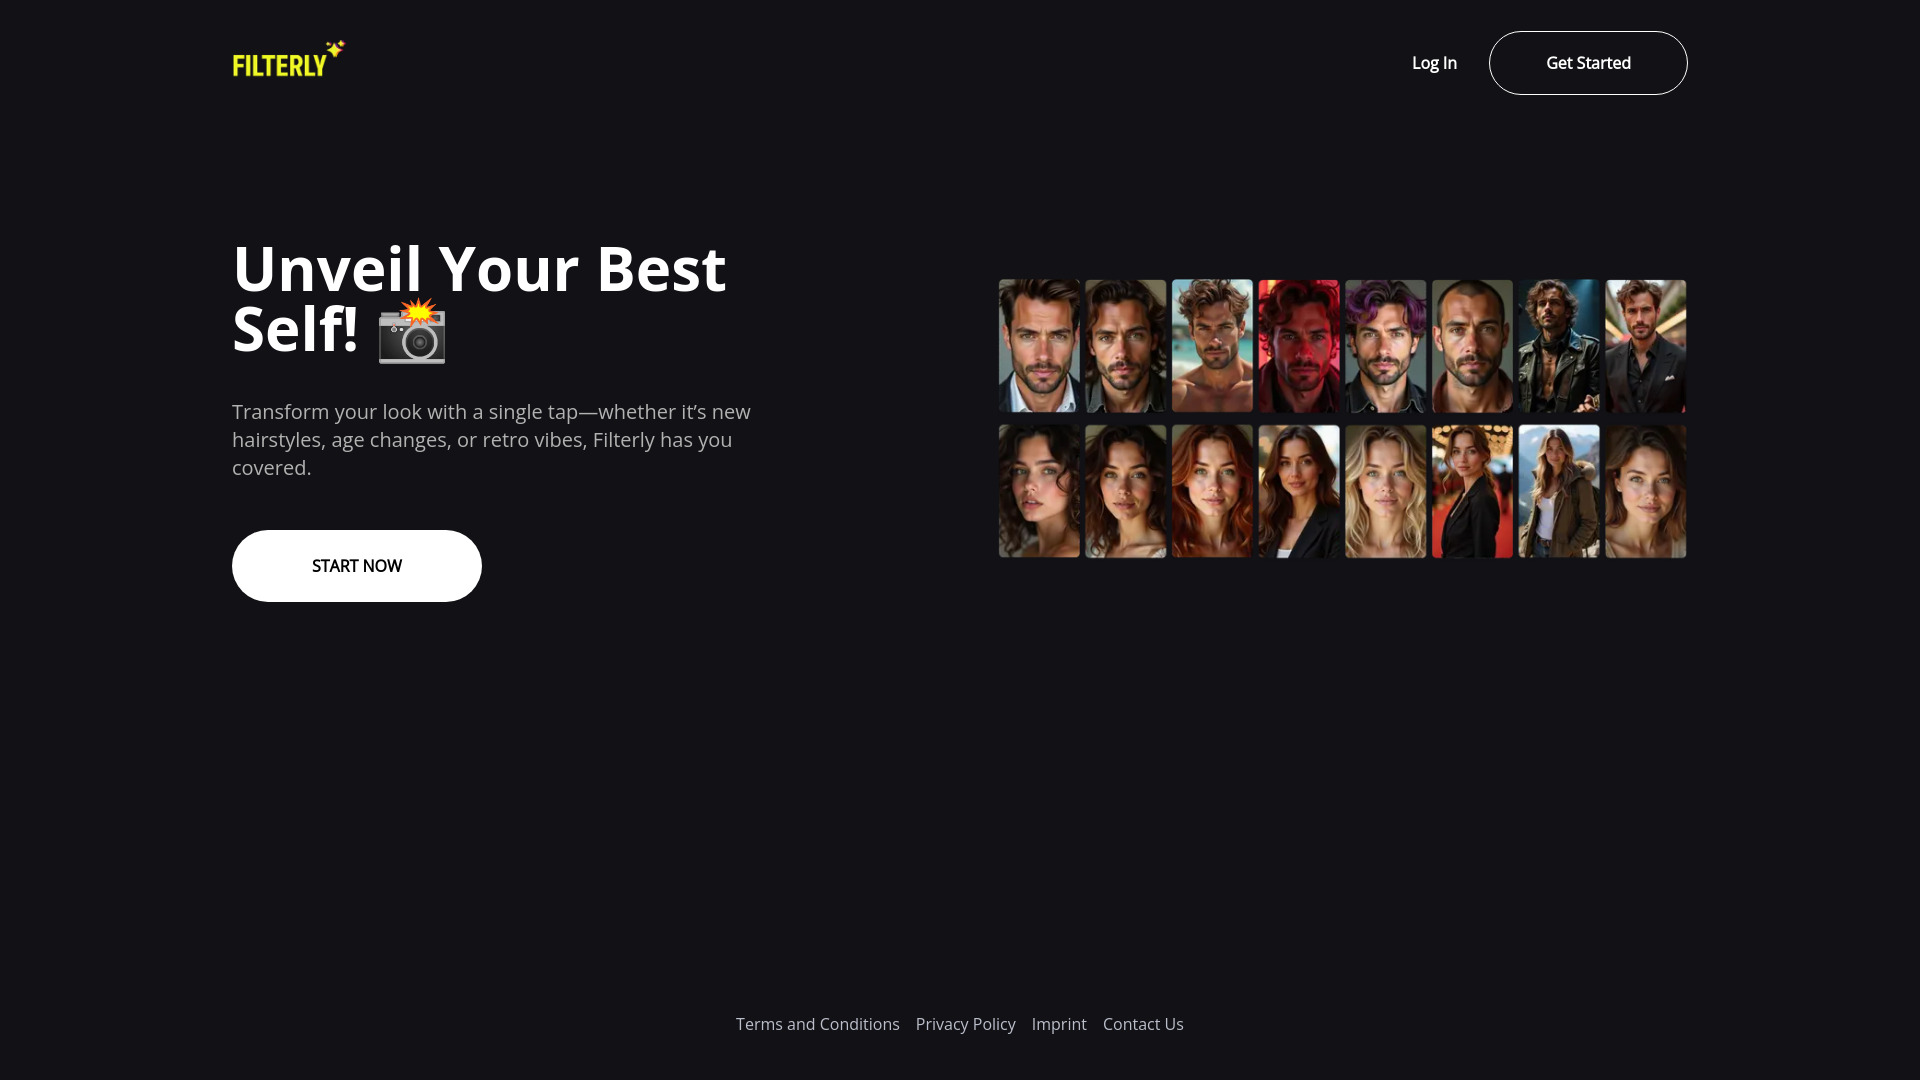 FILTERLY
Log In
Get Started
Unveil Your Best
Self! 📸
Transform your look with a single tap—whether it’s new
hairstyles, age changes, or retro vibes, Filterly has you
covered.
START NOW
Terms and Conditions
Privacy Policy
Imprint
Contact Us